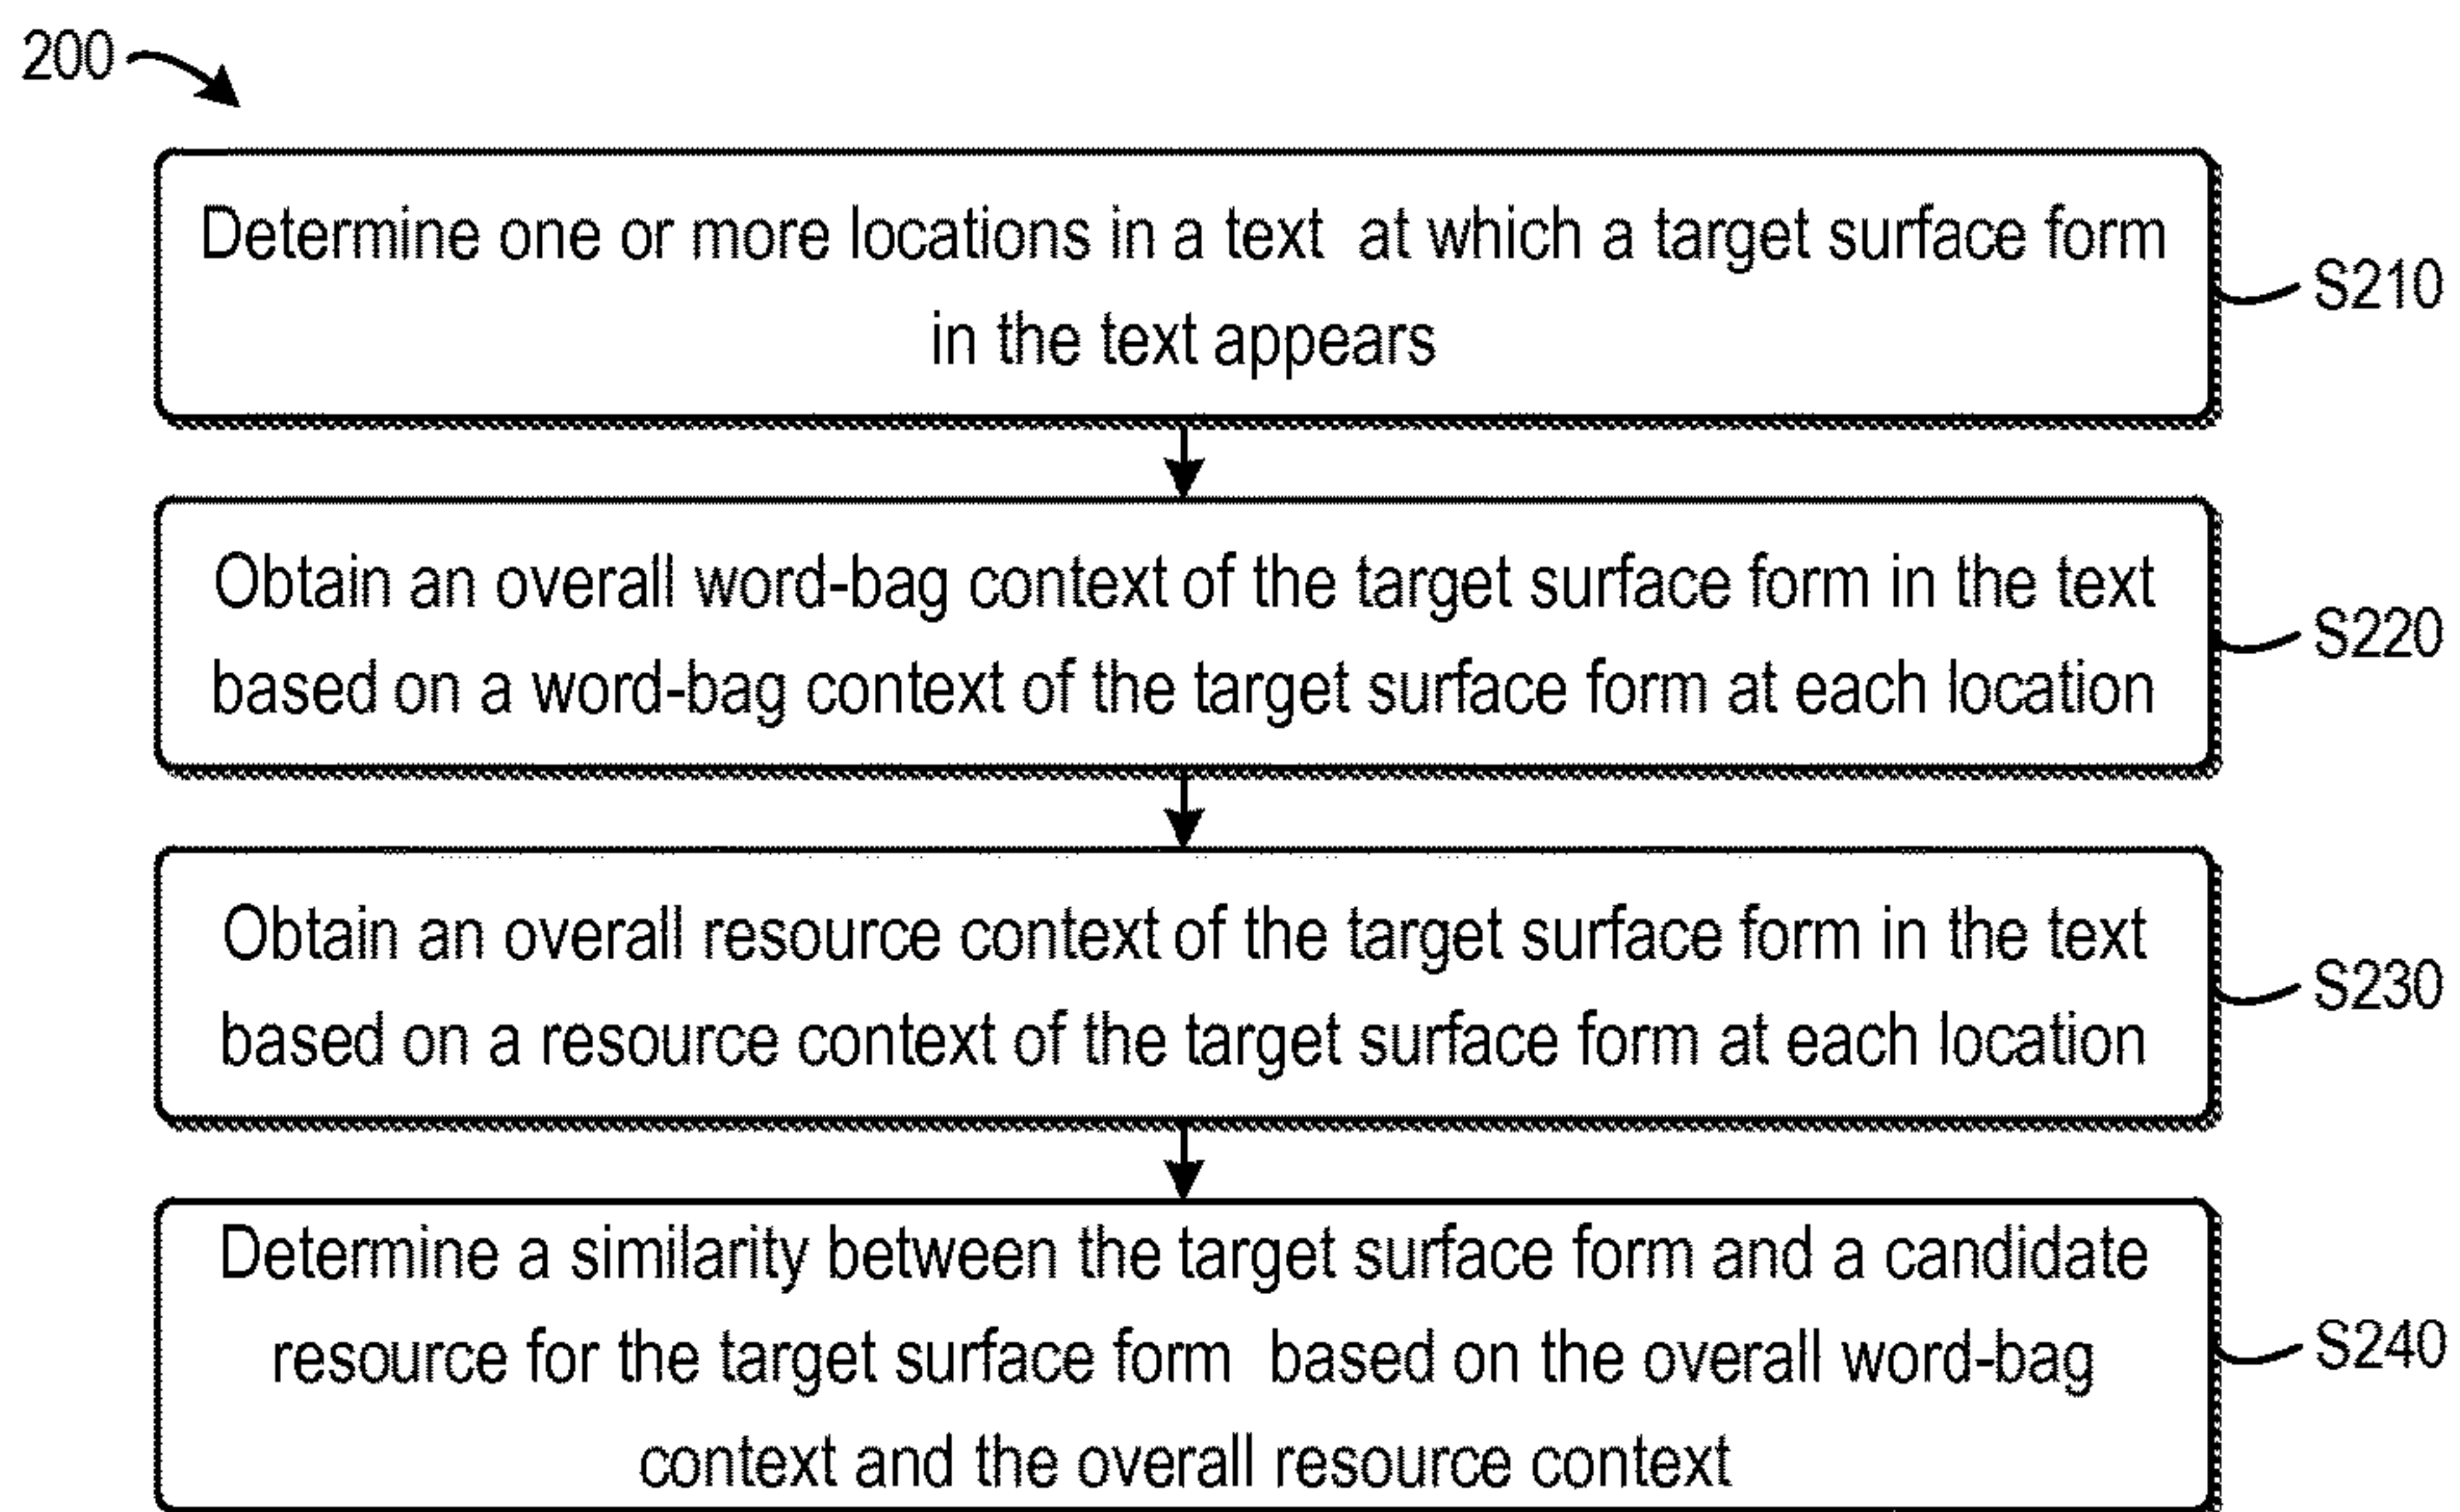 200
Determine one or more locations in a text at which a target surface form
in the text appears
S210
Obtain an overall word-bag context of the target surface form in the text
based on a word-bag context of the target surface form at each location
S220
Obtain an overall resource context of the target surface form in the text
based on a resource context of the target surface form at each location
S230
Determine a similarity between the target surface form and a candidate
resource for the target surface form based on the overall word-bag
context and the overall resource context
S240